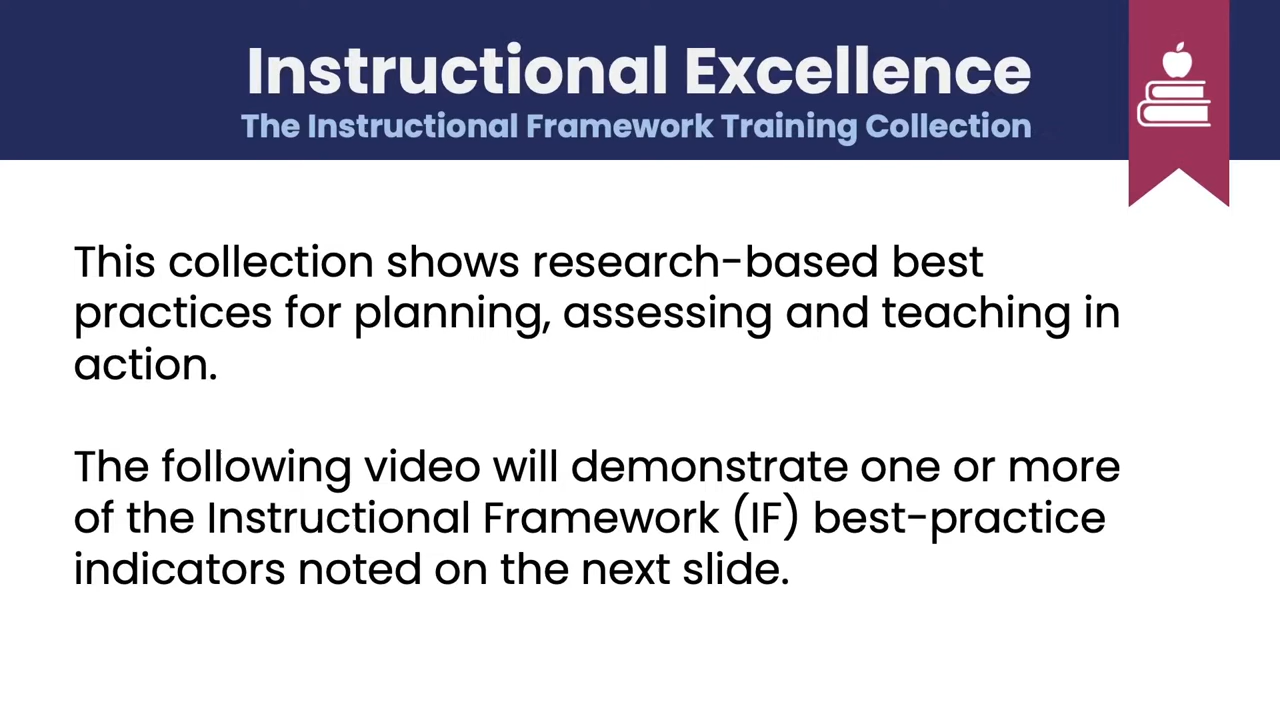 Instructional Excellence
The Instructional Framework Training Collection
This collection shows research-based best
practices for planning, assessing and teaching in
action.
The following video will demonstrate one or more
of the Instructional Framework (IF) best-practice
indicators noted on the next slide.